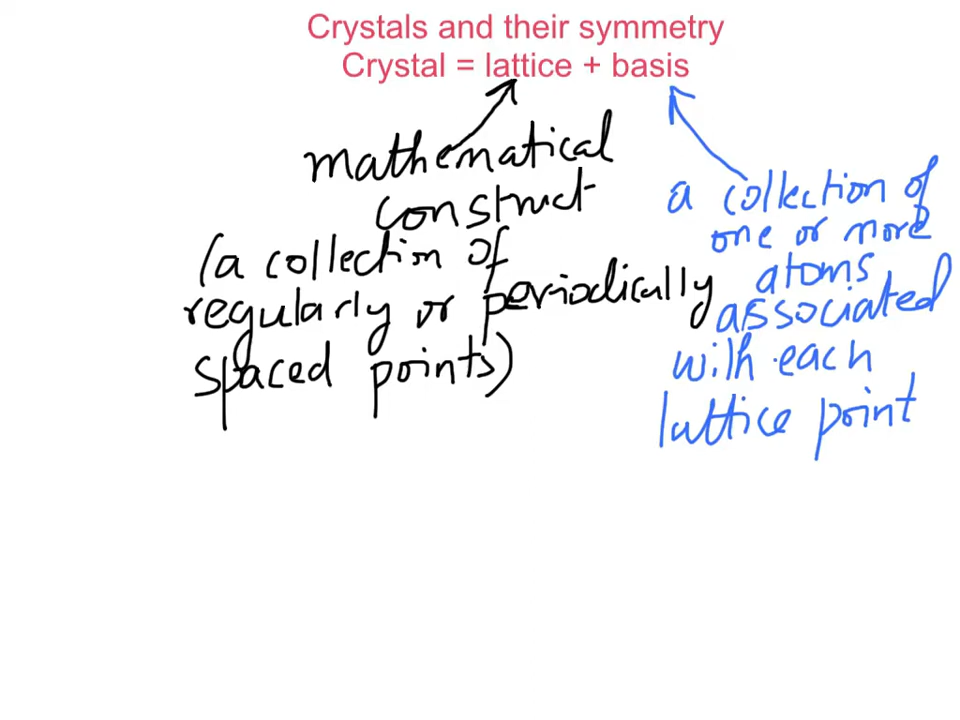 Crystals and their symmetry
Crystal = lattice + basis
mathematical
construct
(a collection of
regularly or periodically
spaced points)
a collection of
one or more
atoms
associated
with each
lattice point